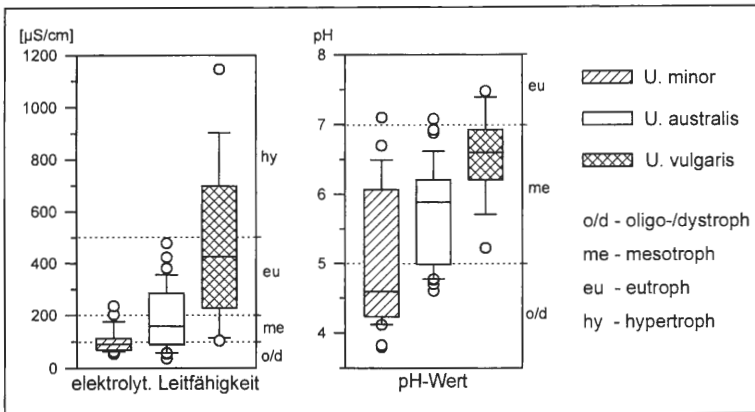 [µS/cm]
1200
1000
800
600
400
200
0
hy
eu
me
o/d
elektrolyt. Leitfähigkeit
pH
8
7
6
5
4
eu
me
o/d
pH-Wert
U. minor
U. australis
U. vulgaris
o/d - oligo-/dystroph
me - mesotroph
eu - eutroph
hy - hypertroph